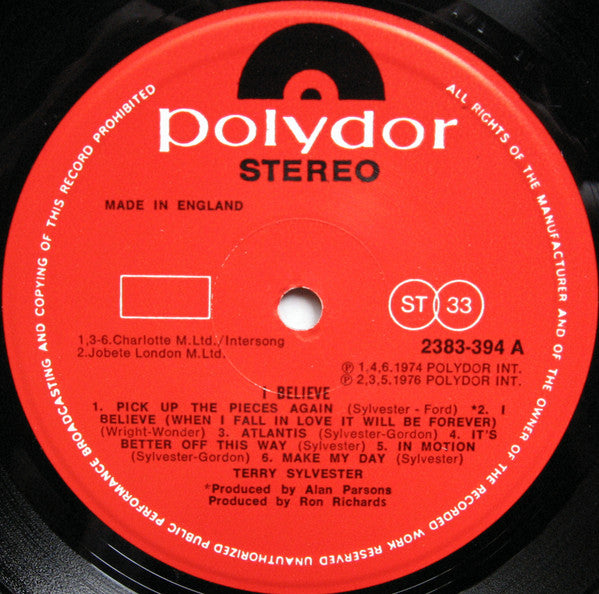 polydor
STEREO
MADE IN ENGLAND
ST 33
1,3-6.Charlotte M.Ltd./Intersong
2.Jobete London M.Ltd.
2383-394 A
Ⓟ 1.4,6.1974 POLYDOR INT.
Ⓟ 2,3,5.1976 POLYDOR INT.
I BELIEVE
1. PICK UP THE PIECES AGAIN (Sylvester - Ford) *2. I
BELIEVE (WHEN I FALL IN LOVE IT WILL BE FOREVER)
(Wright-Wonder) 3. ATLANTIS (Sylvester-Gordon) 4. IT'S
BETTER OFF THIS WAY (Sylvester) 5. IN MOTION
(Sylvester-Gordon) 6. MAKE MY DAY (Sylvester)
TERRY SYLVESTER
*Produced by Alan Parsons
Produced by Ron Richards
ALL RIGHTS OF THE MANUFACTURER AND OF THE OWNER OF THE RECORDED WORK RESERVED UNAUTHORIZED PUBLIC PERFORMANCE BROADCASTING AND COPYING OF THIS RECORD PROHIBITED